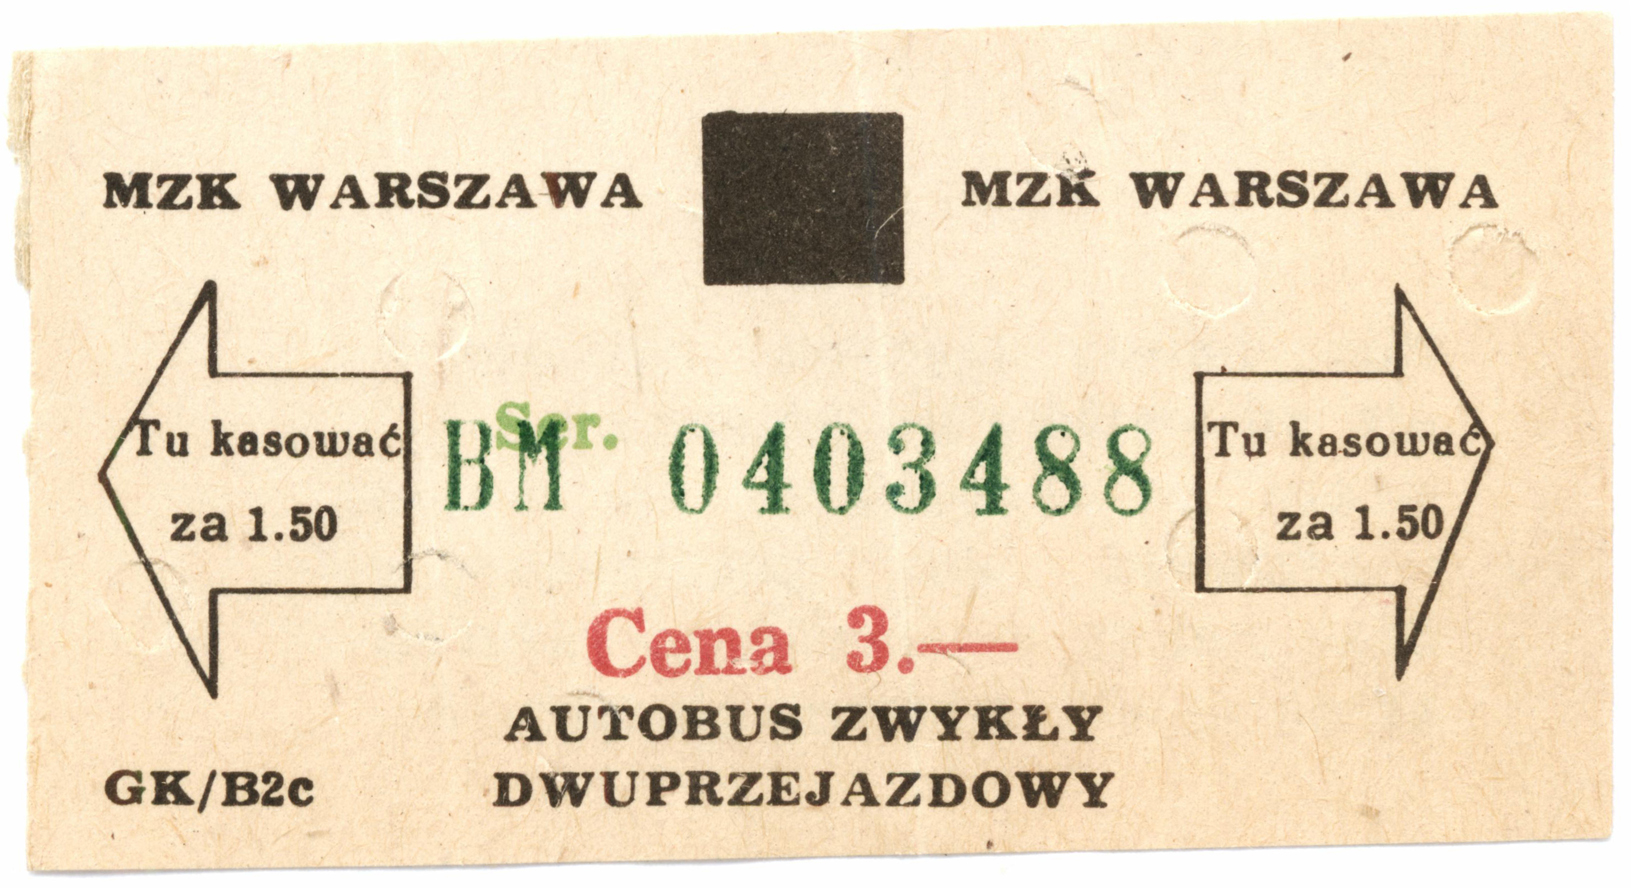 MZK WARSZAWA MZK WARSZAWA
Tu kasować
za 1.50
Ser.
BM 0403488
Tu kasować
za 1.50
Cena 3.—
AUTOBUS ZWYKŁY
GK/B2c DWUPRZEJAZDOWY